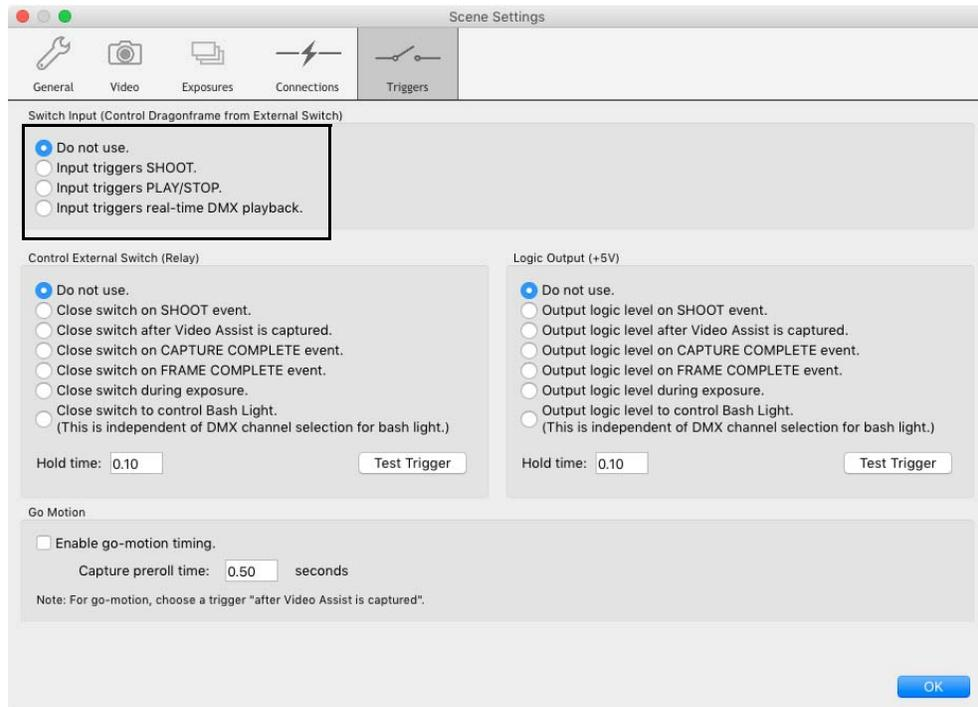 Scene Settings
General Video Exposures Connections Triggers
Switch Input (Control Dragonframe from External Switch)
Do not use.
Input triggers SHOOT.
Input triggers PLAY/STOP.
Input triggers real-time DMX playback.
Control External Switch (Relay)
Do not use.
Close switch on SHOOT event.
Close switch after Video Assist is captured.
Close switch on CAPTURE COMPLETE event.
Close switch on FRAME COMPLETE event.
Close switch during exposure.
Close switch to control Bash Light.
(This is independent of DMX channel selection for bash light.)
Hold time: 0.10 Test Trigger
Logic Output (+5V)
Do not use.
Output logic level on SHOOT event.
Output logic level after Video Assist is captured.
Output logic level on CAPTURE COMPLETE event.
Output logic level on FRAME COMPLETE event.
Output logic level during exposure.
Output logic level to control Bash Light.
(This is independent of DMX channel selection for bash light.)
Hold time: 0.10 Test Trigger
Go Motion
Enable go-motion timing.
Capture preroll time: 0.50 seconds
Note: For go-motion, choose a trigger "after Video Assist is captured".
OK